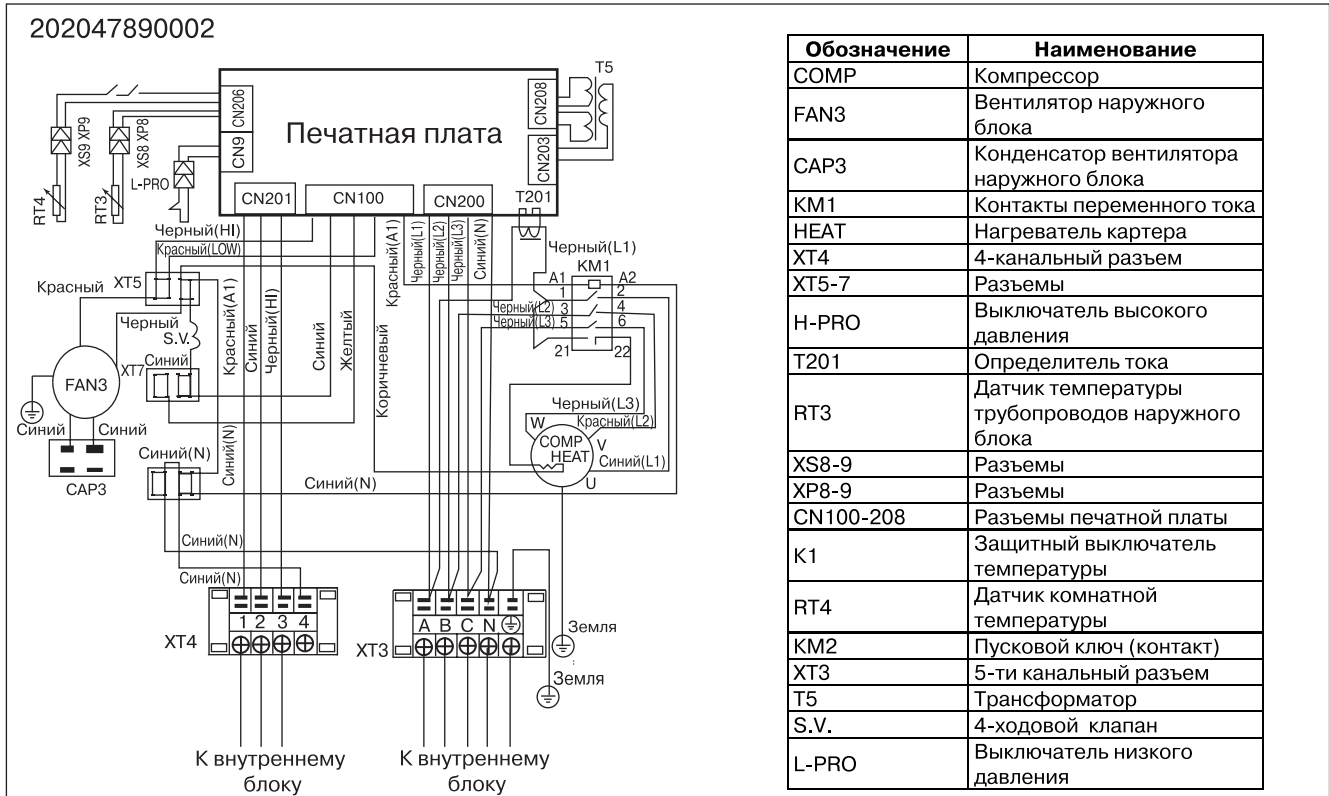 202047890002
T5
CN206
CN208
XS9 XP9
XS8 XP8
Печатная плата
CN9
CN203
L-PRO
RT4
RT3
CN201
CN100
CN200
T201
Черный(HI)
Красный(LOW)
Красный(A1)
Черный(L1)
Черный(L2)
Черный(L3)
Синий(N)
Черный(L1)
KM1
A1
A2
1
2
Черный(L2)
3
4
Черный(L3)
5
6
21
22
Красный
XT5
Черный
S.V.
Красный(A1)
Синий
Черный(HI)
Синий
Желтый
Коричневый
XT7
Синий
FAN3
Синий
Синий
CAP3
Черный(L3)
W
Красный(L2)
COMP
HEAT
V
Синий(L1)
U
Синий(N)
Синий(N)
Синий(N)
Синий(N)
Синий(N)
1 2 3 4
XT4
A B C N
XT3
Земля
Земля
К внутреннему
блоку
К внутреннему
блоку
Обозначение Наименование
COMP Компрессор
FAN3 Вентилятор наружного
блока
CAP3 Конденсатор вентилятора
наружного блока
KM1 Контакты переменного тока
HEAT Нагреватель картера
XT4 4-канальный разъем
XT5-7 Разъемы
H-PRO Выключатель высокого
давления
T201 Определитель тока
RT3 Датчик температуры
трубопроводов наружного
блока
XS8-9 Разъемы
XP8-9 Разъемы
CN100-208 Разъемы печатной платы
K1 Защитный выключатель
температуры
RT4 Датчик комнатной
температуры
KM2 Пусковой ключ (контакт)
XT3 5-ти канальный разъем
T5 Трансформатор
S.V. 4-ходовой клапан
L-PRO Выключатель низкого
давления